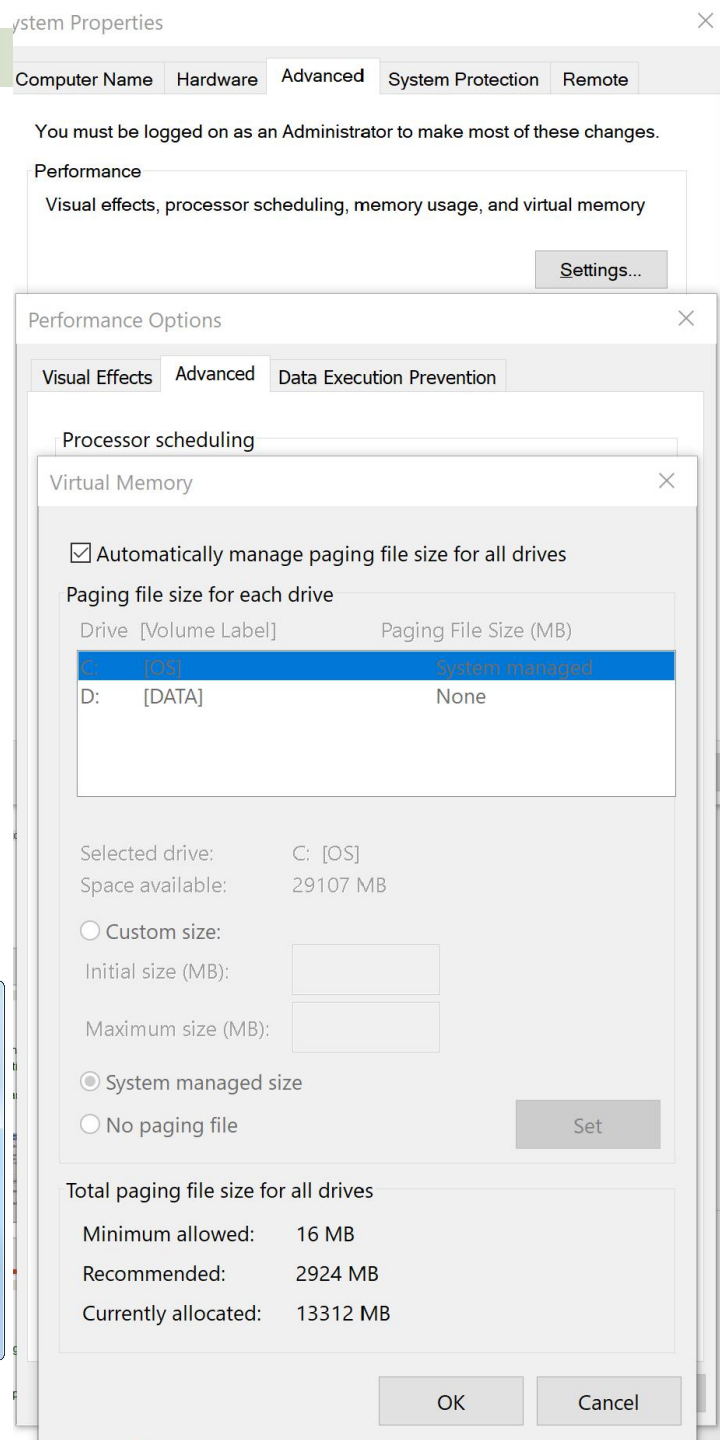 ystem Properties
Computer Name Hardware Advanced System Protection Remote
You must be logged on as an Administrator to make most of these changes.
Performance
Visual effects, processor scheduling, memory usage, and virtual memory
Settings...
Performance Options
Visual Effects Advanced Data Execution Prevention
Processor scheduling
Virtual Memory
Automatically manage paging file size for all drives
Paging file size for each drive
Drive [Volume Label] Paging File Size (MB)
C: [OS] System managed
D: [DATA] None
Selected drive: C: [OS]
Space available: 29107 MB
Custom size:
Initial size (MB):
Maximum size (MB):
System managed size
No paging file
Set
Total paging file size for all drives
Minimum allowed: 16 MB
Recommended: 2924 MB
Currently allocated: 13312 MB
OK Cancel